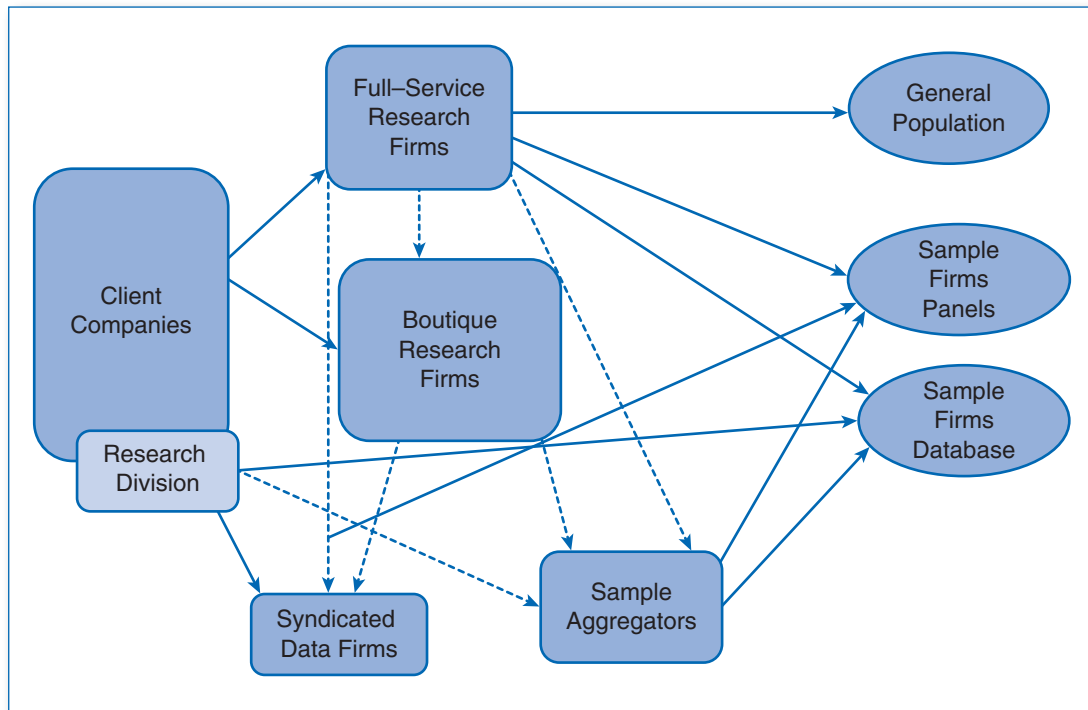 Full–Service
Research
Firms
General
Population
Client
Companies
Sample
Firms
Panels
Boutique
Research
Firms
Sample
Firms
Database
Research
Division
Syndicated
Data Firms
Sample
Aggregators